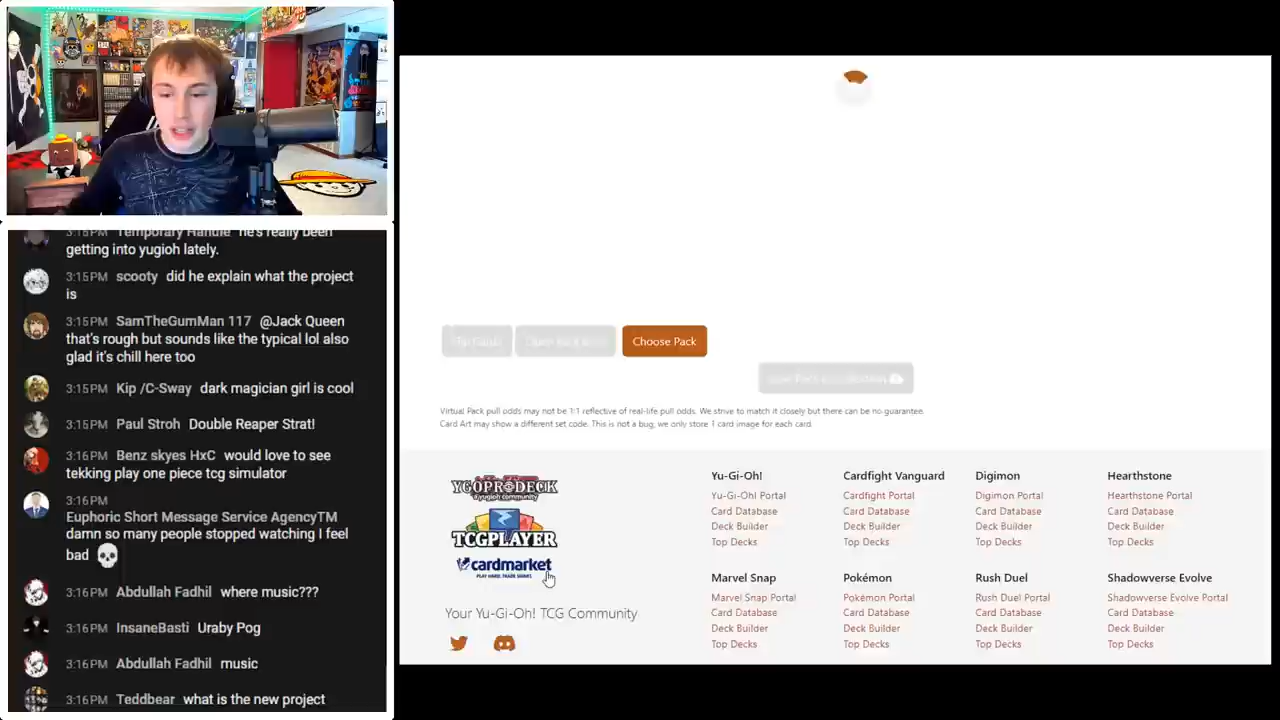 3:15PM Temporary Handle he's really been
getting into yugioh lately.
3:15PM scooty did he explain what the project
is
3:15PM SamTheGumMan 117 @Jack Queen
that's rough but sounds like the typical lol also
glad it's chill here too
3:15PM Kip /C-Sway dark magician girl is cool
3:15PM Paul Stroh Double Reaper Strat!
3:16PM Benz skyes HxC would love to see
tekking play one piece tcg simulator
3:16PM
Euphoric Short Message Service AgencyTM
damn so many people stopped watching I feel
bad
3:16PM Abdullah Fadhil where music???
3:16PM InsaneBasti Uraby Pog
3:16PM Abdullah Fadhil music
3:16PM Teddbear what is the new project
Choose Pack
Virtual Pack pull odds may not be 1:1 reflective of real-life pull odds. We strive to match it closely but there can be no guarantee.
Card Art may show a different set code. This is not a bug, we only store 1 card image for each card.
YGOPRODECK
TCGPLAYER
cardmarket
Your Yu-Gi-Oh! TCG Community
Yu-Gi-Oh!
Yu-Gi-Oh! Portal
Card Database
Deck Builder
Top Decks
Cardfight Vanguard
Cardfight Portal
Card Database
Deck Builder
Top Decks
Digimon
Digimon Portal
Card Database
Deck Builder
Top Decks
Hearthstone
Hearthstone Portal
Card Database
Deck Builder
Top Decks
Marvel Snap
Marvel Snap Portal
Card Database
Deck Builder
Top Decks
Pokémon
Pokémon Portal
Card Database
Deck Builder
Top Decks
Rush Duel
Rush Duel Portal
Card Database
Deck Builder
Top Decks
Shadowverse Evolve
Shadowverse Evolve Portal
Card Database
Deck Builder
Top Decks